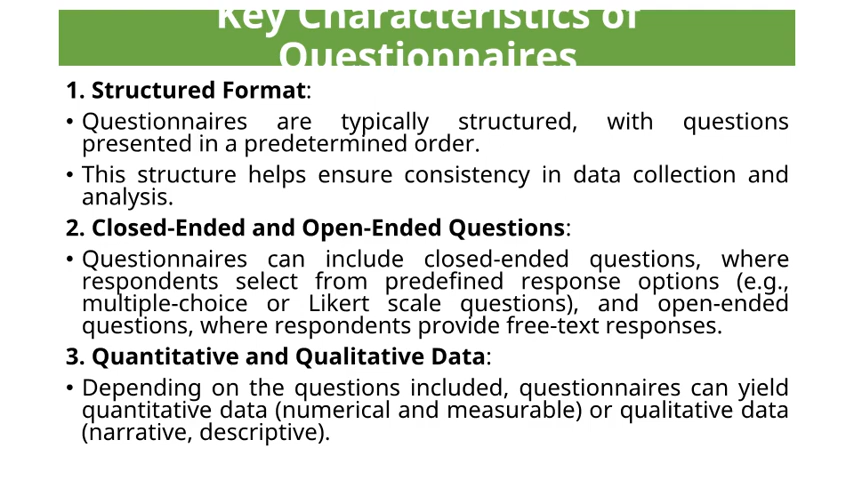 Key Characteristics of
Questionnaires
1. Structured Format:
• Questionnaires are typically structured, with questions
presented in a predetermined order.
• This structure helps ensure consistency in data collection and
analysis.
2. Closed-Ended and Open-Ended Questions:
• Questionnaires can include closed-ended questions, where
respondents select from predefined response options (e.g.,
multiple-choice or Likert scale questions), and open-ended
questions, where respondents provide free-text responses.
3. Quantitative and Qualitative Data:
• Depending on the questions included, questionnaires can yield
quantitative data (numerical and measurable) or qualitative data
(narrative, descriptive).